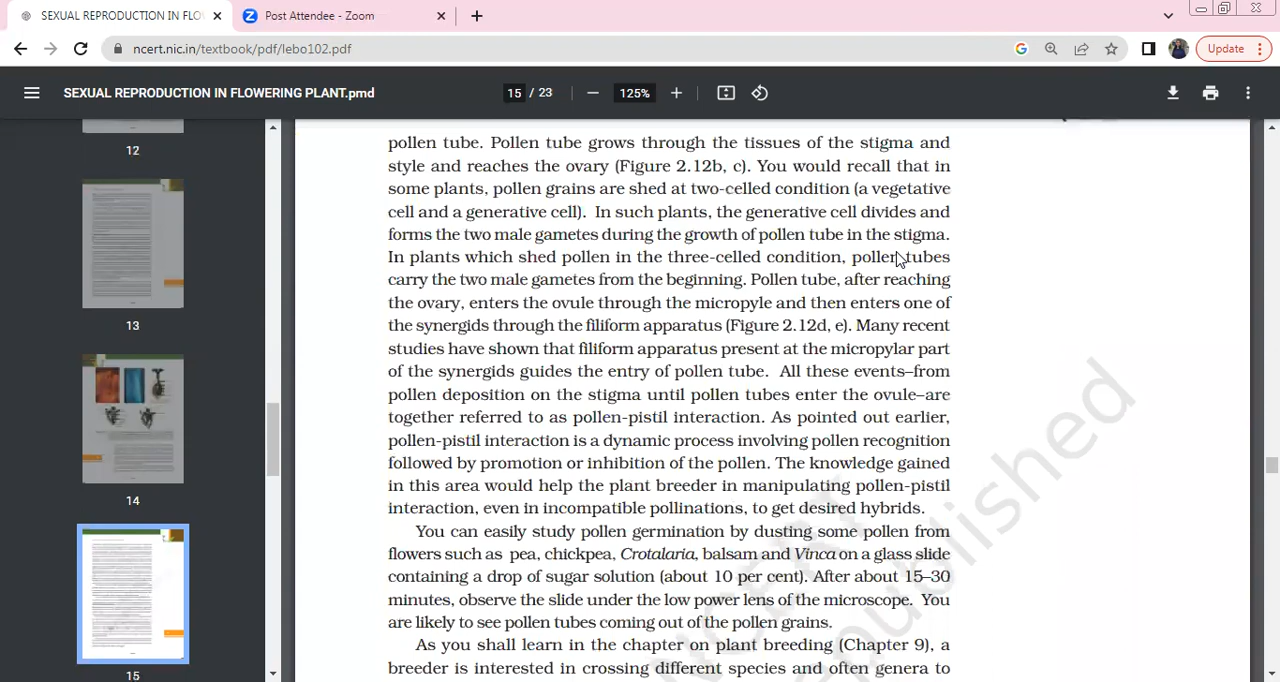 SEXUAL REPRODUCTION IN FLO
Post Attendee - Zoom
ncert.nic.in/textbook/pdf/lebo102.pdf
Update
SEXUAL REPRODUCTION IN FLOWERING PLANT.pmd
15 / 23
125%
12
13
14
15
pollen tube. Pollen tube grows through the tissues of the stigma and
style and reaches the ovary (Figure 2.12b, c). You would recall that in
some plants, pollen grains are shed at two-celled condition (a vegetative
cell and a generative cell). In such plants, the generative cell divides and
forms the two male gametes during the growth of pollen tube in the stigma.
In plants which shed pollen in the three-celled condition, pollen tubes
carry the two male gametes from the beginning. Pollen tube, after reaching
the ovary, enters the ovule through the micropyle and then enters one of
the synergids through the filiform apparatus (Figure 2.12d, e). Many recent
studies have shown that filiform apparatus present at the micropylar part
of the synergids guides the entry of pollen tube. All these events–from
pollen deposition on the stigma until pollen tubes enter the ovule–are
together referred to as pollen-pistil interaction. As pointed out earlier,
pollen-pistil interaction is a dynamic process involving pollen recognition
followed by promotion or inhibition of the pollen. The knowledge gained
in this area would help the plant breeder in manipulating pollen-pistil
interaction, even in incompatible pollinations, to get desired hybrids.
You can easily study pollen germination by dusting some pollen from
flowers such as pea, chickpea, Crotalaria, balsam and Vinca on a glass slide
containing a drop of sugar solution (about 10 per cent). After about 15–30
minutes, observe the slide under the low power lens of the microscope. You
are likely to see pollen tubes coming out of the pollen grains.
As you shall learn in the chapter on plant breeding (Chapter 9), a
breeder is interested in crossing different species and often genera to